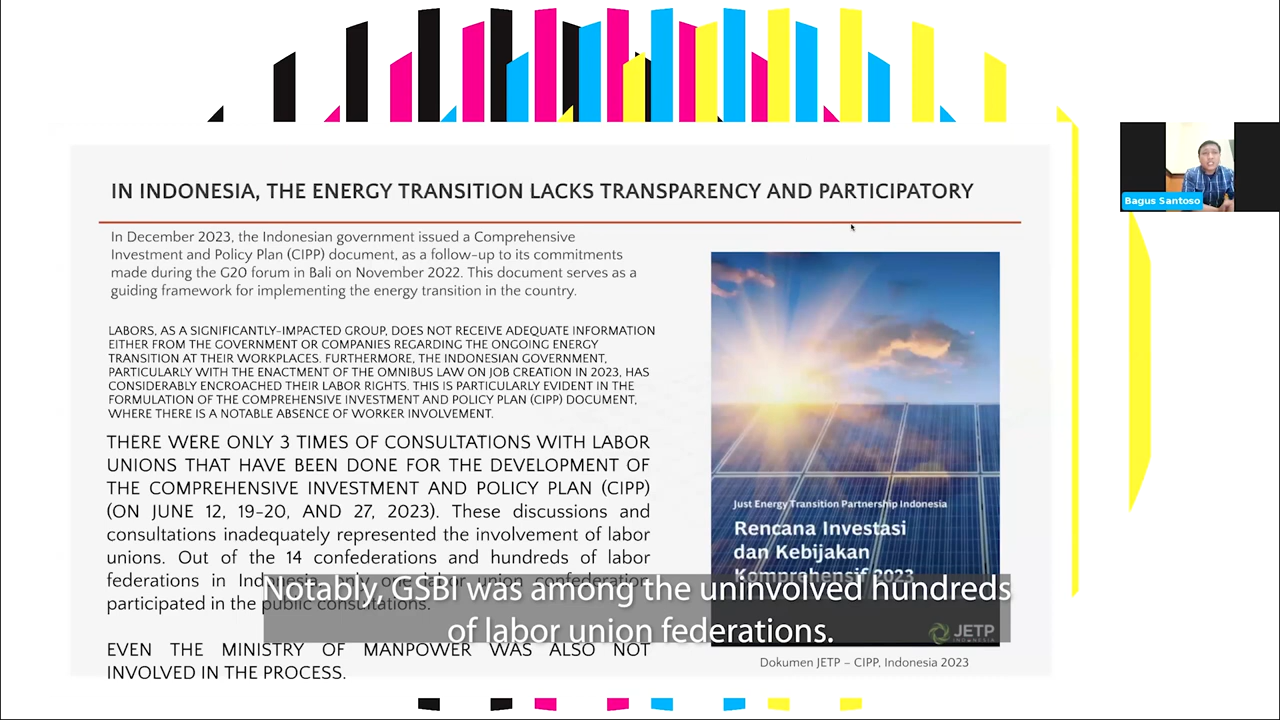 IN INDONESIA, THE ENERGY TRANSITION LACKS TRANSPARENCY AND PARTICIPATORY
In December 2023, the Indonesian government issued a Comprehensive
Investment and Policy Plan (CIPP) document, as a follow-up to its commitments
made during the G20 forum in Bali on November 2022. This document serves as a
guiding framework for implementing the energy transition in the country.
LABORS, AS A SIGNIFICANTLY-IMPACTED GROUP, DOES NOT RECEIVE ADEQUATE INFORMATION
EITHER FROM THE GOVERNMENT OR COMPANIES REGARDING THE ONGOING ENERGY
TRANSITION AT THEIR WORKPLACES. FURTHERMORE, THE INDONESIAN GOVERNMENT,
PARTICULARLY WITH THE ENACTMENT OF THE OMNIBUS LAW ON JOB CREATION IN 2023, HAS
CONSIDERABLY ENCROACHED THEIR LABOR RIGHTS. THIS IS PARTICULARLY EVIDENT IN THE
FORMULATION OF THE COMPREHENSIVE INVESTMENT AND POLICY PLAN (CIPP) DOCUMENT,
WHERE THERE IS A NOTABLE ABSENCE OF WORKER INVOLVEMENT.
THERE WERE ONLY 3 TIMES OF CONSULTATIONS WITH LABOR
UNIONS THAT HAVE BEEN DONE FOR THE DEVELOPMENT OF
THE COMPREHENSIVE INVESTMENT AND POLICY PLAN (CIPP)
(ON JUNE 12, 19-20, AND 27, 2023). These discussions and
consultations inadequately represented the involvement of labor
unions. Out of the 14 confederations and hundreds of labor
federations in Indonesia, only one labor union confederation
participated in the public consultations.
EVEN THE MINISTRY OF MANPOWER WAS ALSO NOT
INVOLVED IN THE PROCESS.
Just Energy Transition Partnership Indonesia
Rencana Investasi
dan Kebijakan
Komprehensif 2023
JETP
INDONESIA
Dokumen JETP – CIPP, Indonesia 2023
Bagus Santoso
Notably, GSBI was among the uninvolved hundreds
of labor union federations.